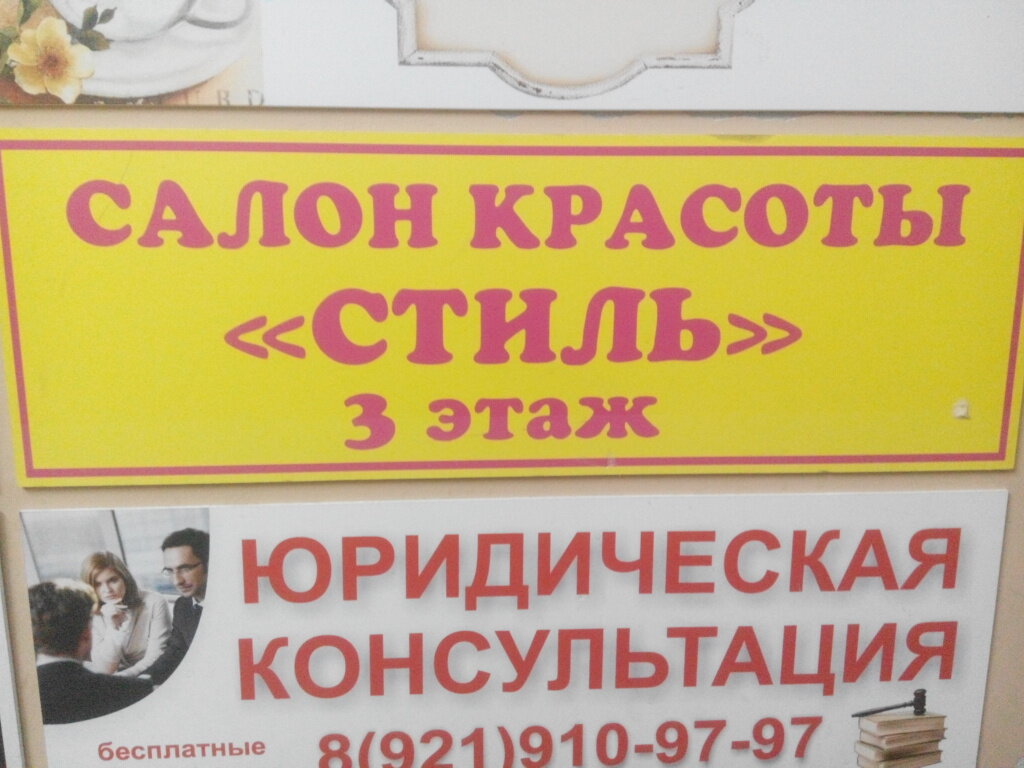 САЛОН КРАСОТЫ
«СТИЛЬ»
3 этаж
ЮРИДИЧЕСКАЯ
КОНСУЛЬТАЦИЯ
бесплатные 8(921)910-97-97